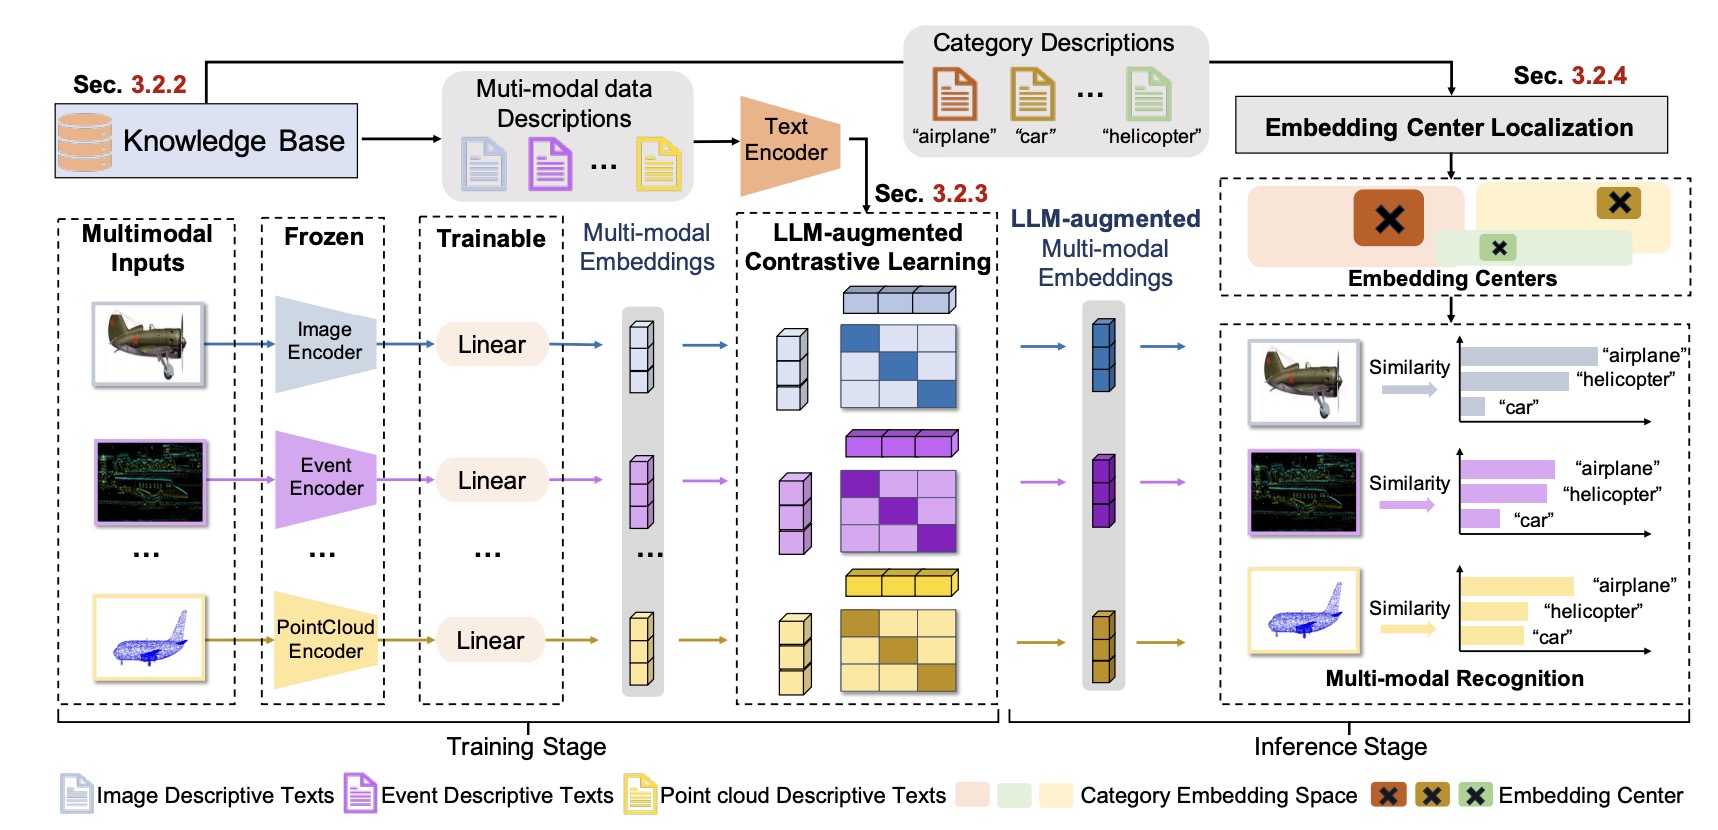 Category Descriptions
"airplane" "car" ... "helicopter"
Sec. 3.2.2
Knowledge Base
Muti-modal data
Descriptions
...
Text
Encoder
Sec. 3.2.3
Sec. 3.2.4
Embedding Center Localization
Embedding Centers
Multimodal
Inputs
Frozen
Trainable
Multi-modal
Embeddings
LLM-augmented
Contrastive Learning
LLM-augmented
Multi-modal
Embeddings
Image
Encoder
Linear
Event
Encoder
Linear
... ... ... ...
PointCloud
Encoder
Linear
Similarity
"airplane"
"helicopter"
"car"
Similarity
"airplane"
"helicopter"
"car"
Similarity
"airplane"
"helicopter"
"car"
Multi-modal Recognition
Training Stage
Inference Stage
Image Descriptive Texts Event Descriptive Texts Point cloud Descriptive Texts Category Embedding Space Embedding Center